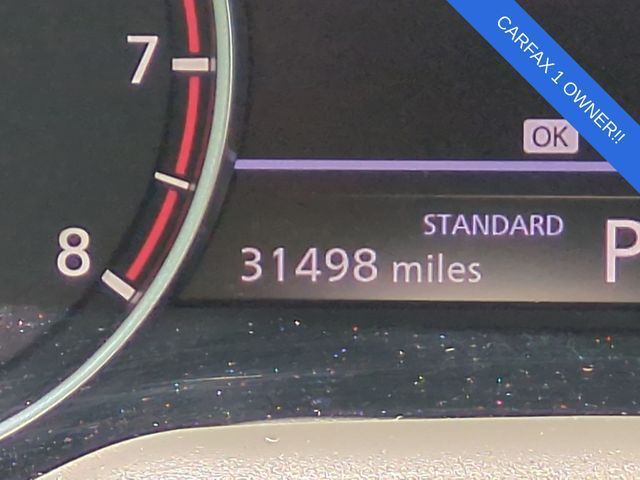 CARFAX 1 OWNER!!
7
OK
STANDARD
8
31498 miles
P